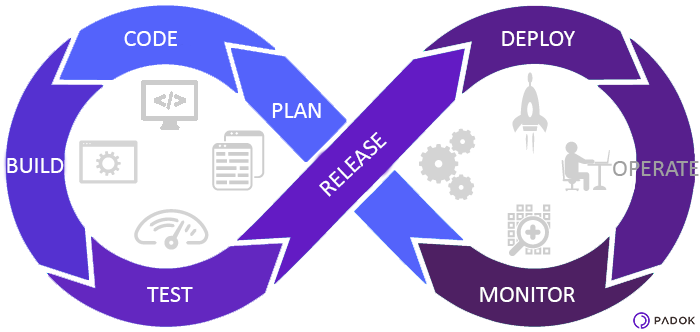 CODE
DEPLOY
PLAN
</>
BUILD
RELEASE
OPERATE
TEST
MONITOR
PADOK